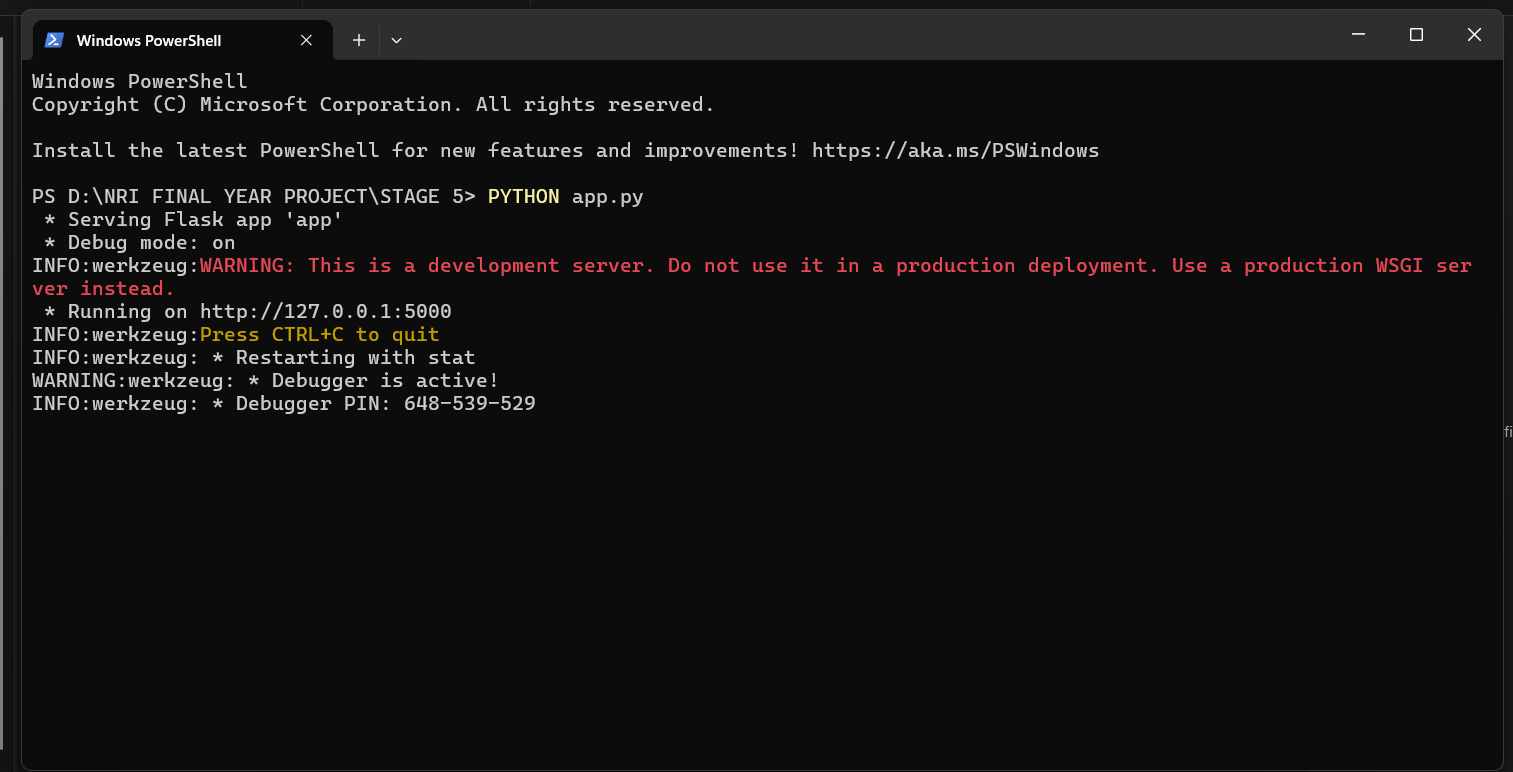 Windows PowerShell
Windows PowerShell
Copyright (C) Microsoft Corporation. All rights reserved.
Install the latest PowerShell for new features and improvements! https://aka.ms/PSWindows
PS D:\NRI FINAL YEAR PROJECT\STAGE 5> PYTHON app.py
 * Serving Flask app 'app'
 * Debug mode: on
INFO:werkzeug:WARNING: This is a development server. Do not use it in a production deployment. Use a production WSGI ser
ver instead.
 * Running on http://127.0.0.1:5000
INFO:werkzeug:Press CTRL+C to quit
INFO:werkzeug: * Restarting with stat
WARNING:werkzeug: * Debugger is active!
INFO:werkzeug: * Debugger PIN: 648-539-529
fi